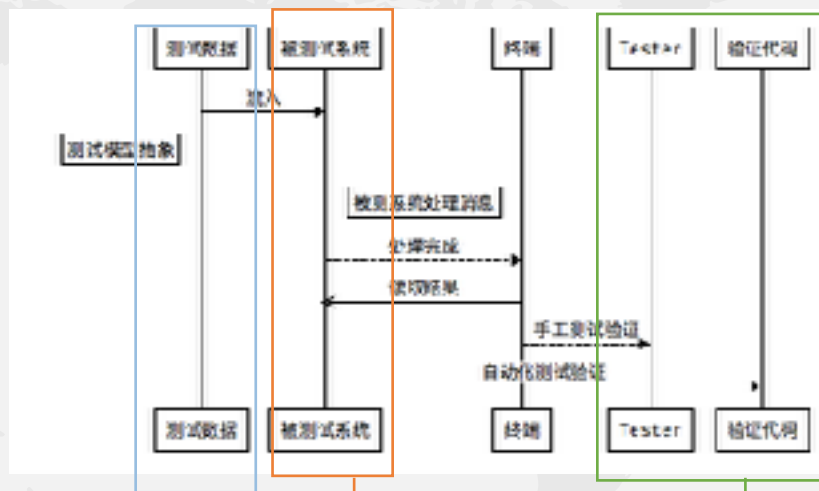 测试数据 被测试系统 终端 Tester 验证代码
流入
测试模型抽象
被测系统处理消息
处理完成
读取结果
手工测试验证
自动化测试验证
测试数据 被测试系统 终端 Tester 验证代码